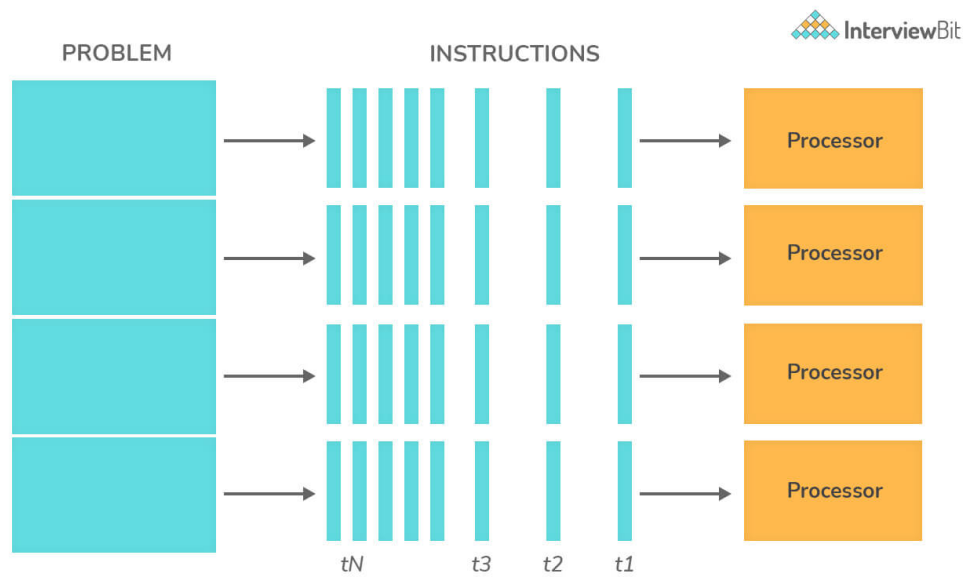 InterviewBit
PROBLEM
INSTRUCTIONS
Processor
Processor
Processor
Processor
tN t3 t2 t1